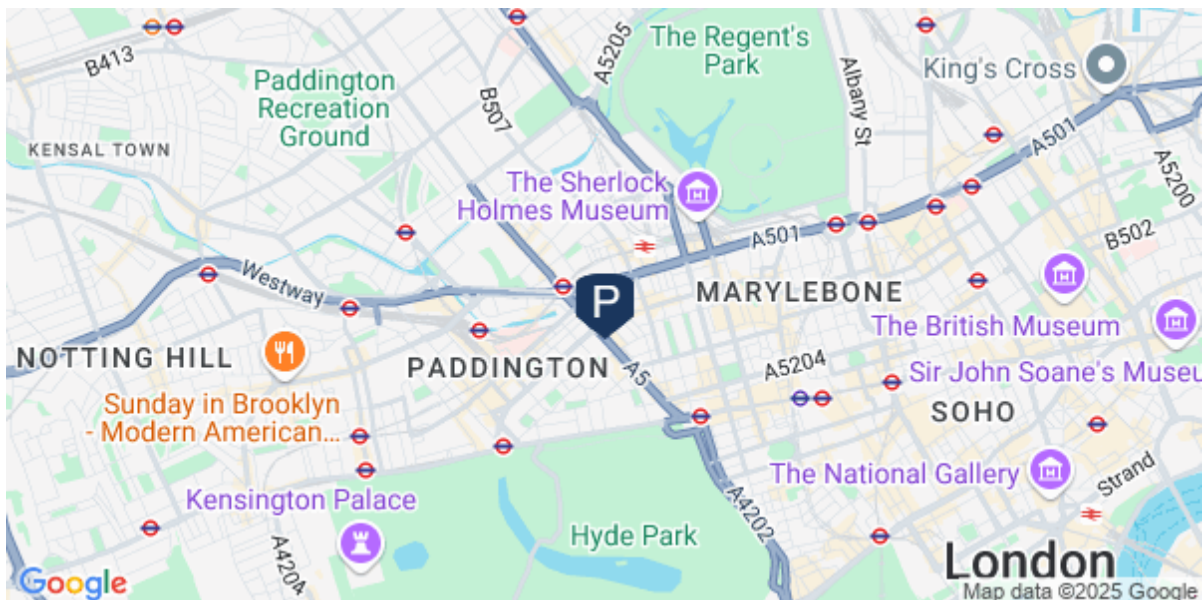 B413
A5205
The Regent's
Park
King's Cross
Paddington
Recreation
Ground
B507
Albany St
A501
KENSAL TOWN
The Sherlock
Holmes Museum
A5200
A501
B502
Westway
P
MARYLEBONE
The British Museum
NOTTING HILL
PADDINGTON
A5
A5204
Sir John Soane's Museu
Sunday in Brooklyn
- Modern American...
SOHO
The National Gallery
Strand
Kensington Palace
A4202
Hyde Park
A4204
London
Google
Map data ©2025 Google